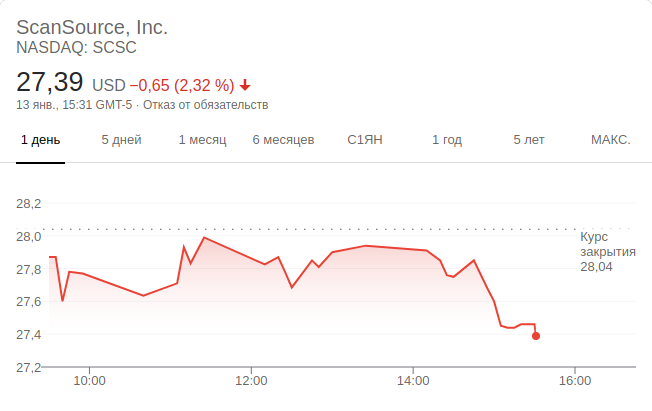 ScanSource, Inc.
NASDAQ: SCSC
27,39 USD −0,65 (2,32 %)
13 янв., 15:31 GMT-5 · Отказ от обязательств
1 день 5 дней 1 месяц 6 месяцев С1ЯН 1 год 5 лет МАКС.
28,2
28,0
27,8
27,6
27,4
27,2
Курс
закрытия
28,04
10:00 12:00 14:00 16:00